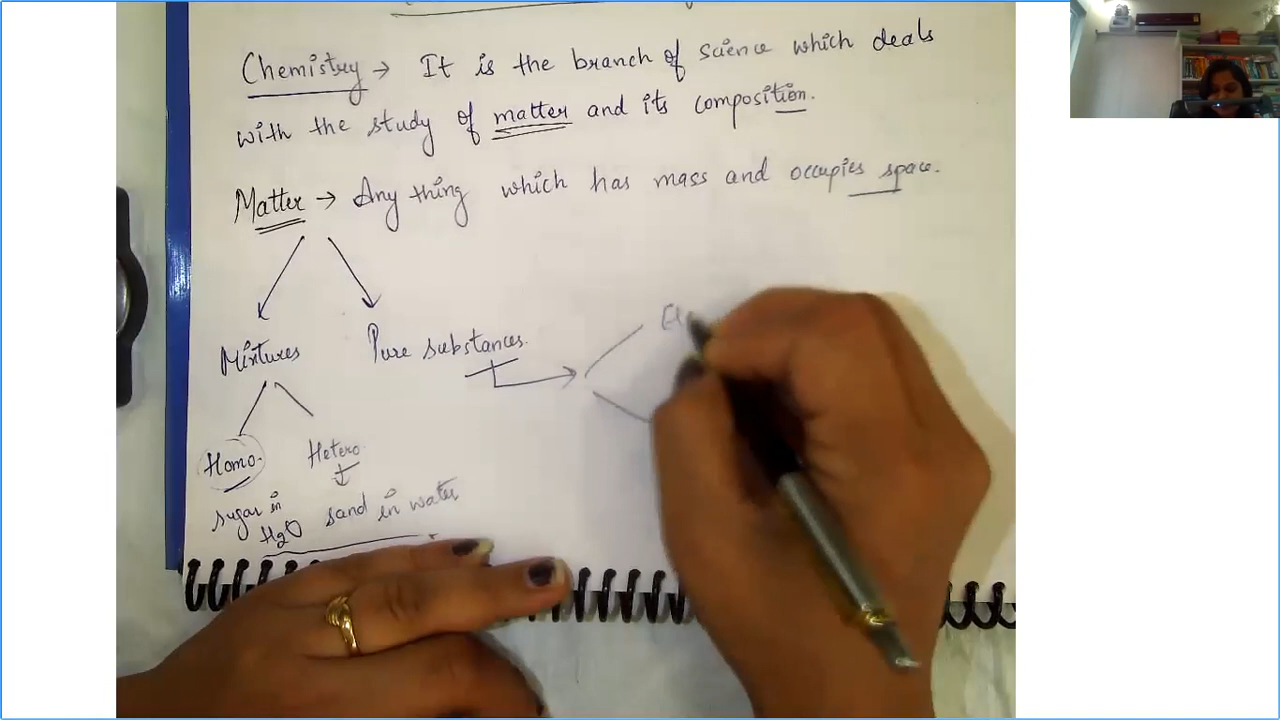 Chemistry → It is the branch of science which deals
with the study of matter and its composition.
Matter → Any thing which has mass and occupies space.
Mixtures
Pure substances.
Homo.
Hetero.
sugar in H2O
sand in water